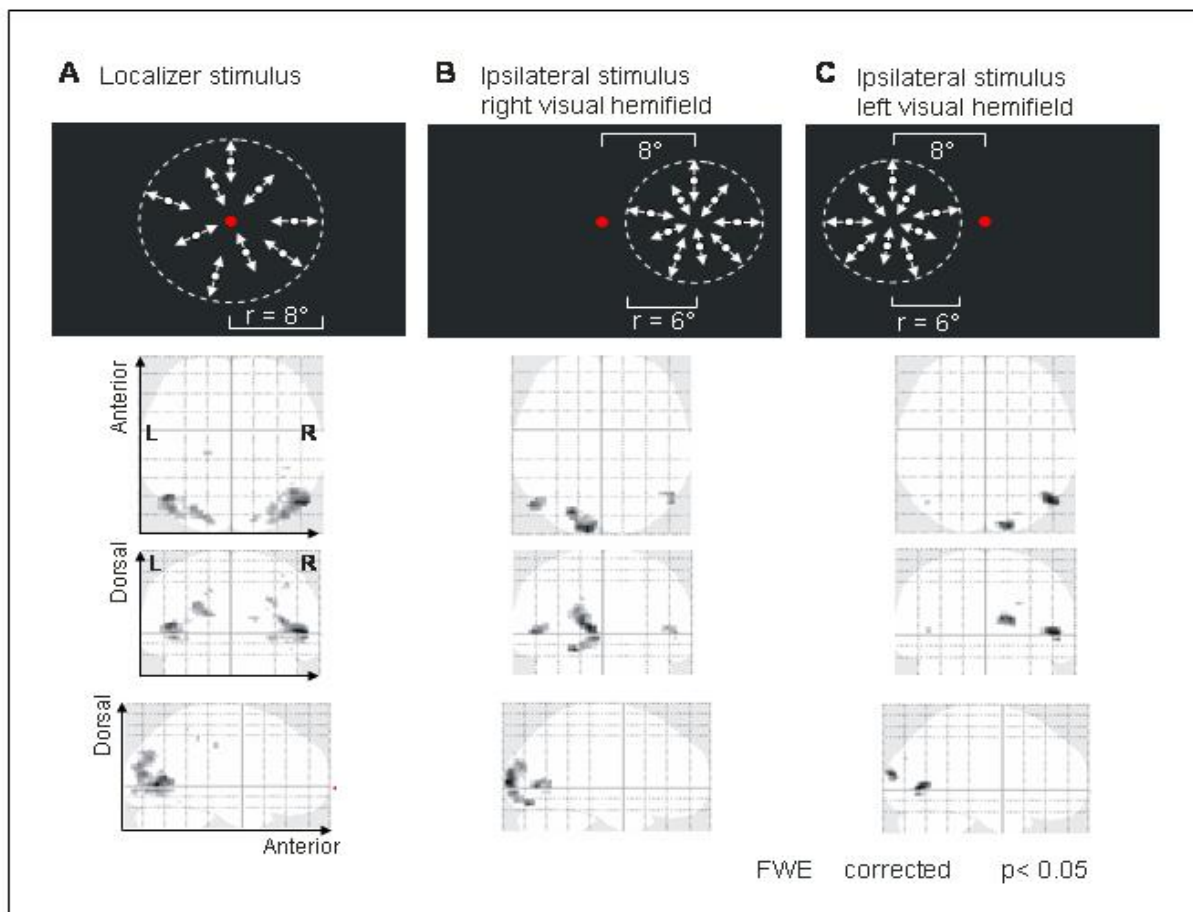 A Localizer stimulus
B Ipsilateral stimulus
right visual hemifield
C Ipsilateral stimulus
left visual hemifield
8°
8°
r = 8°
r = 6°
r = 6°
Anterior
L R
Dorsal
L R
Dorsal
Anterior
FWE corrected p< 0.05